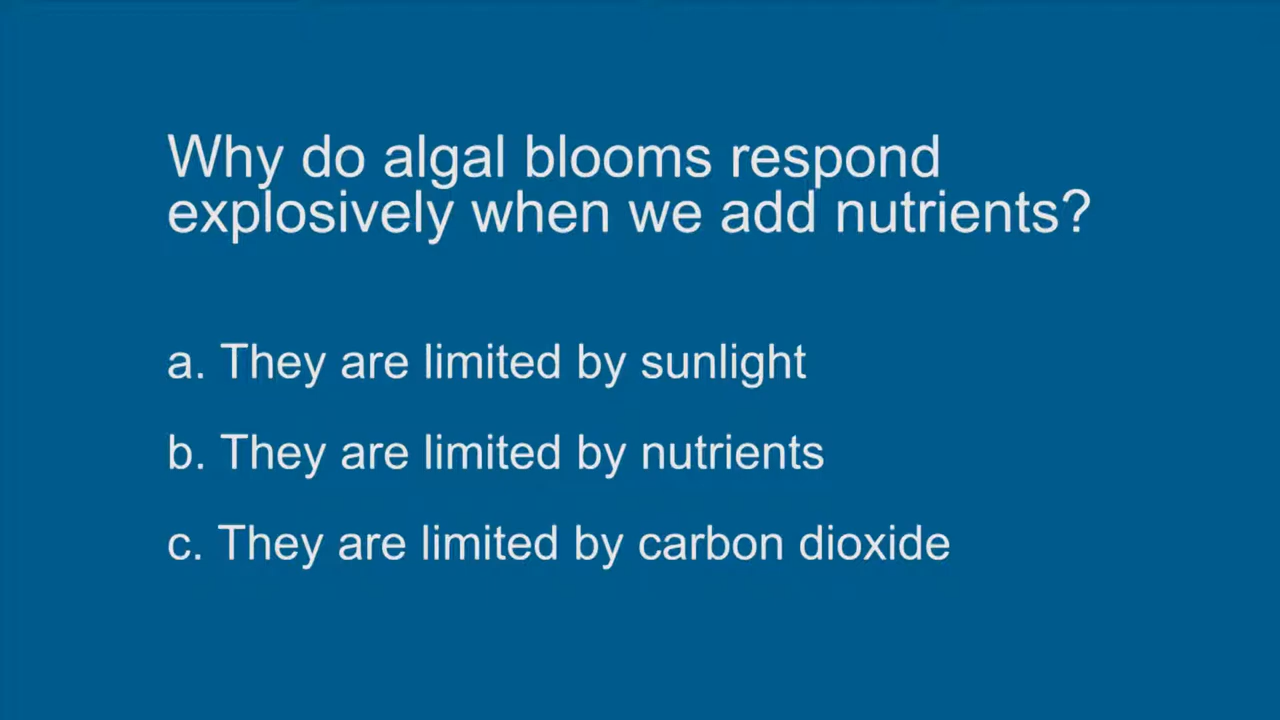 Why do algal blooms respond
explosively when we add nutrients?
a. They are limited by sunlight
b. They are limited by nutrients
c. They are limited by carbon dioxide